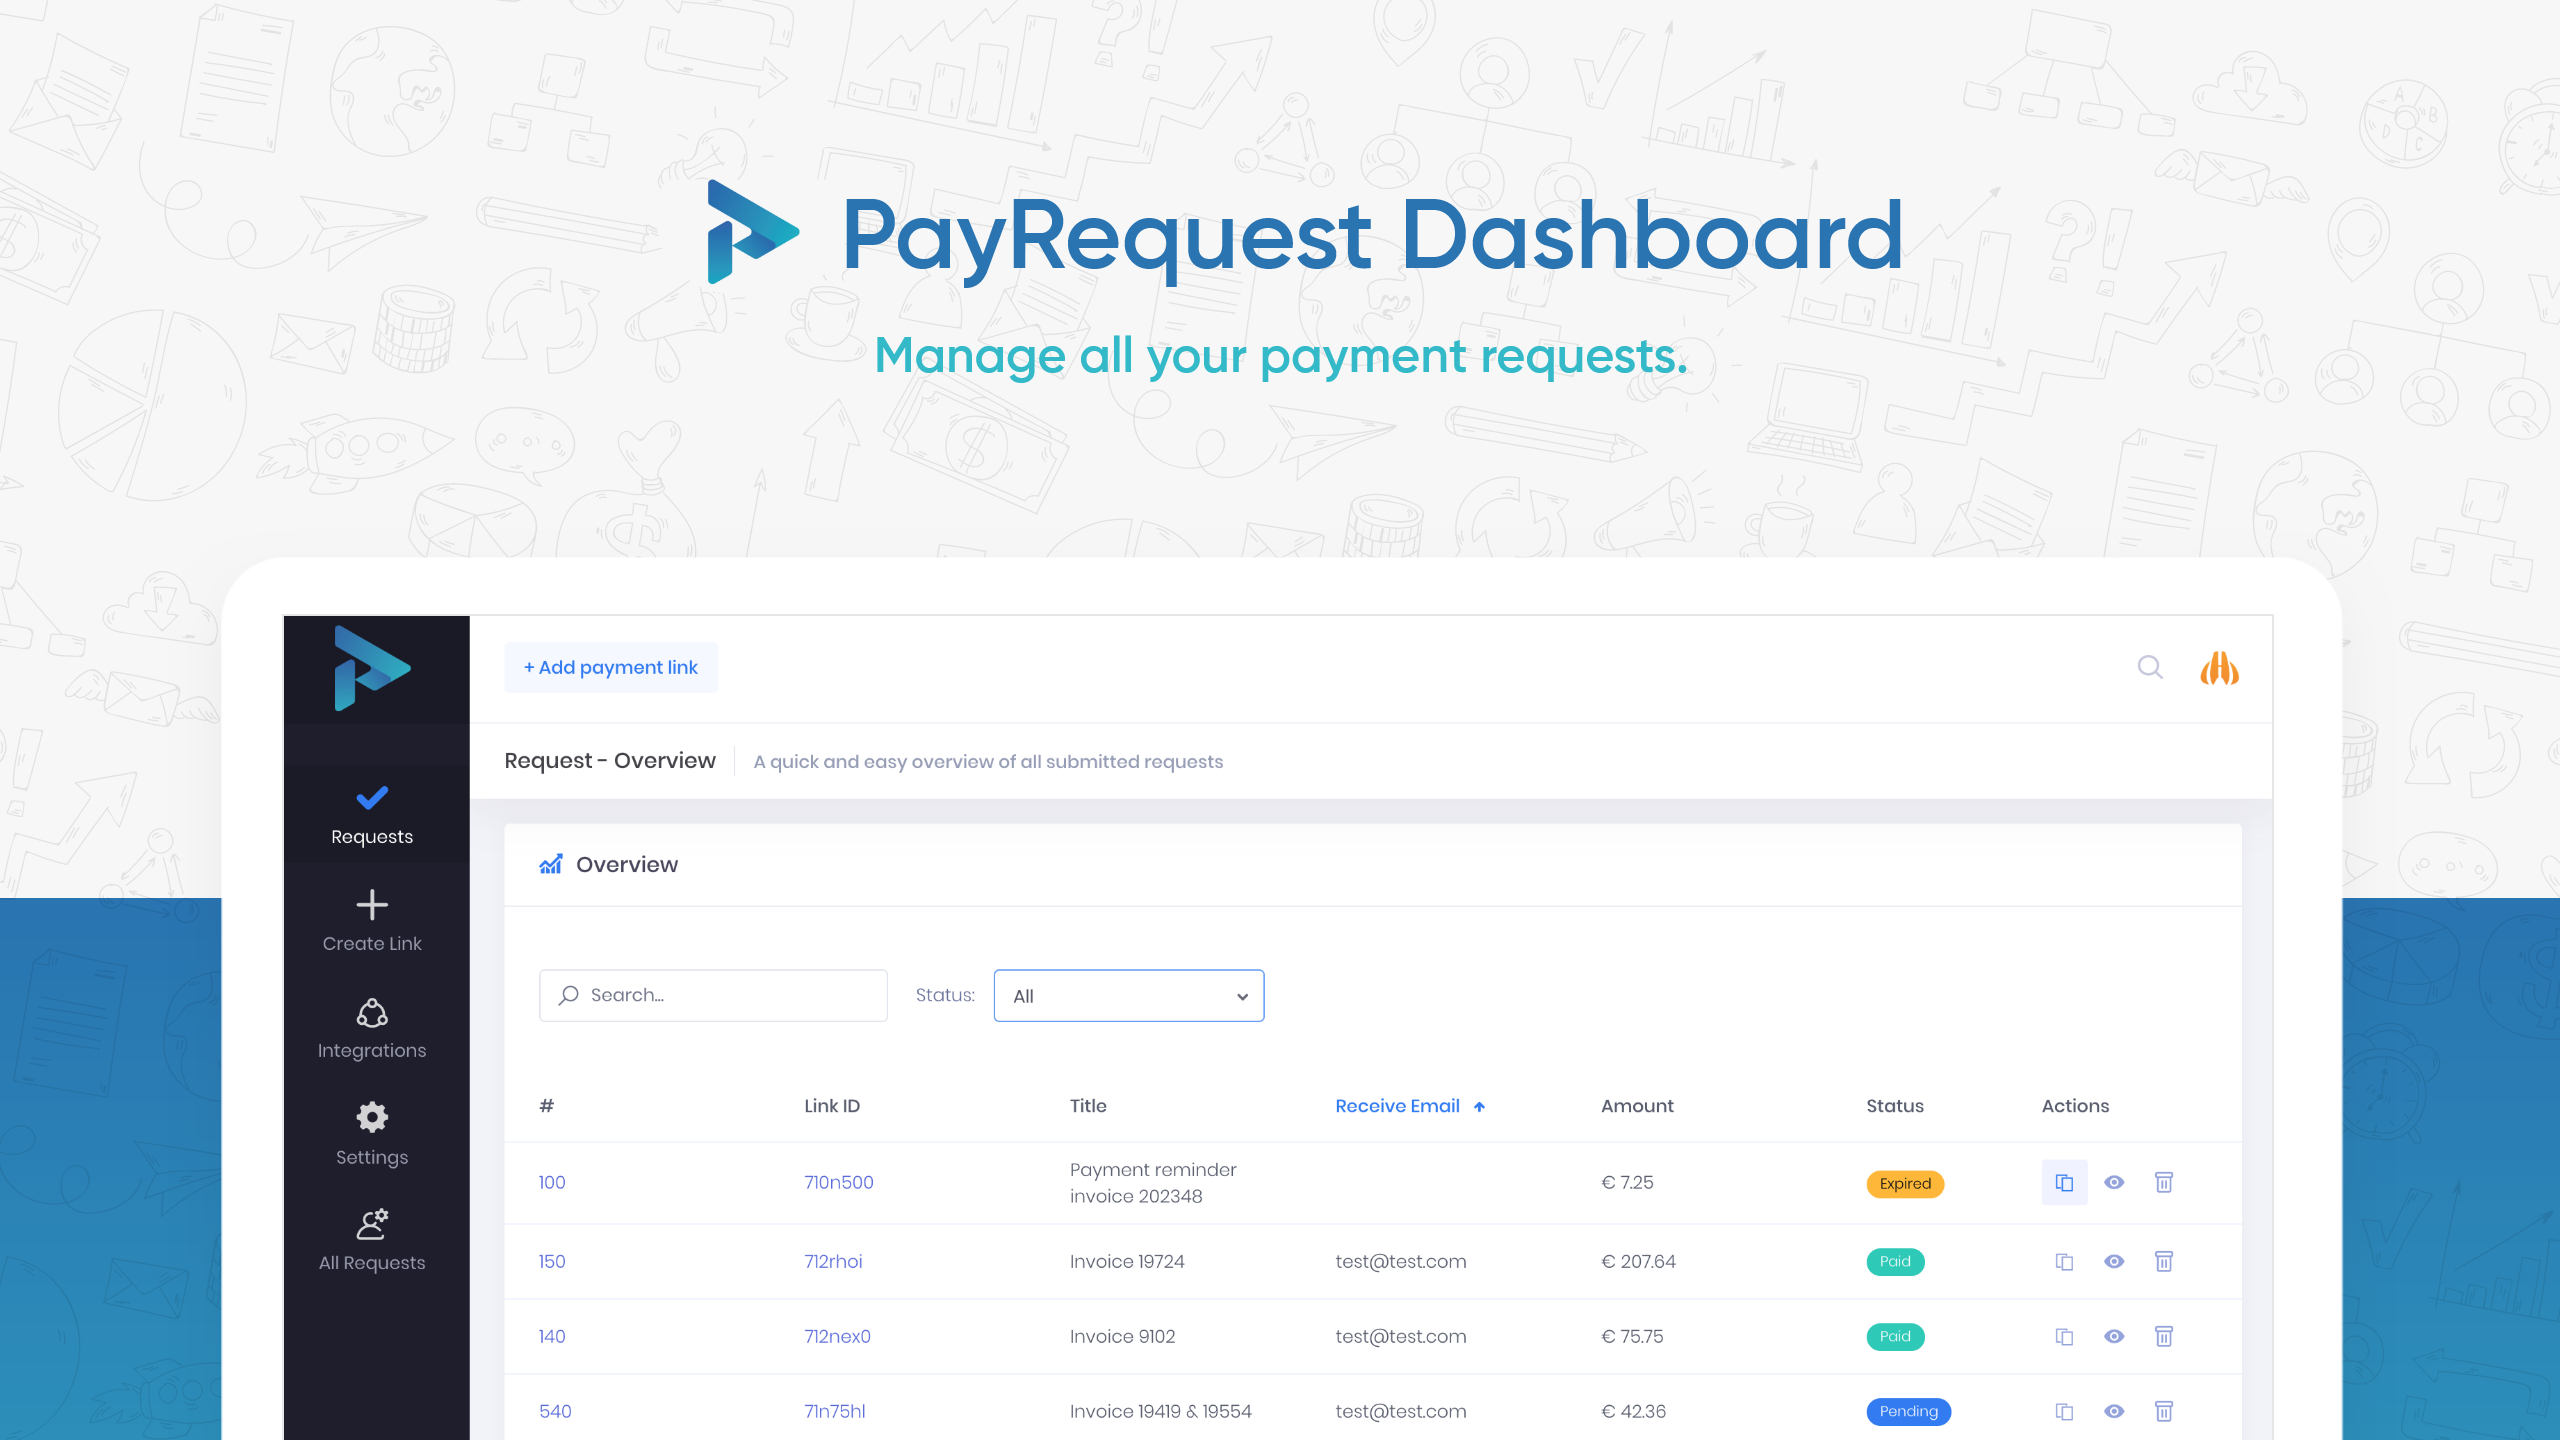 PayRequest Dashboard
Manage all your payment requests.
+ Add payment link
Request - Overview
A quick and easy overview of all submitted requests
Requests
Create Link
Integrations
Settings
All Requests
Overview
Search...
Status:
All
# Link ID Title Receive Email Amount Status Actions
100 710n500 Payment reminder
invoice 202348 € 7.25 Expired
150 712rhoi Invoice 19724 test@test.com € 207.64 Paid
140 712nex0 Invoice 9102 test@test.com € 75.75 Paid
540 71n75hl Invoice 19419 & 19554 test@test.com € 42.36 Pending